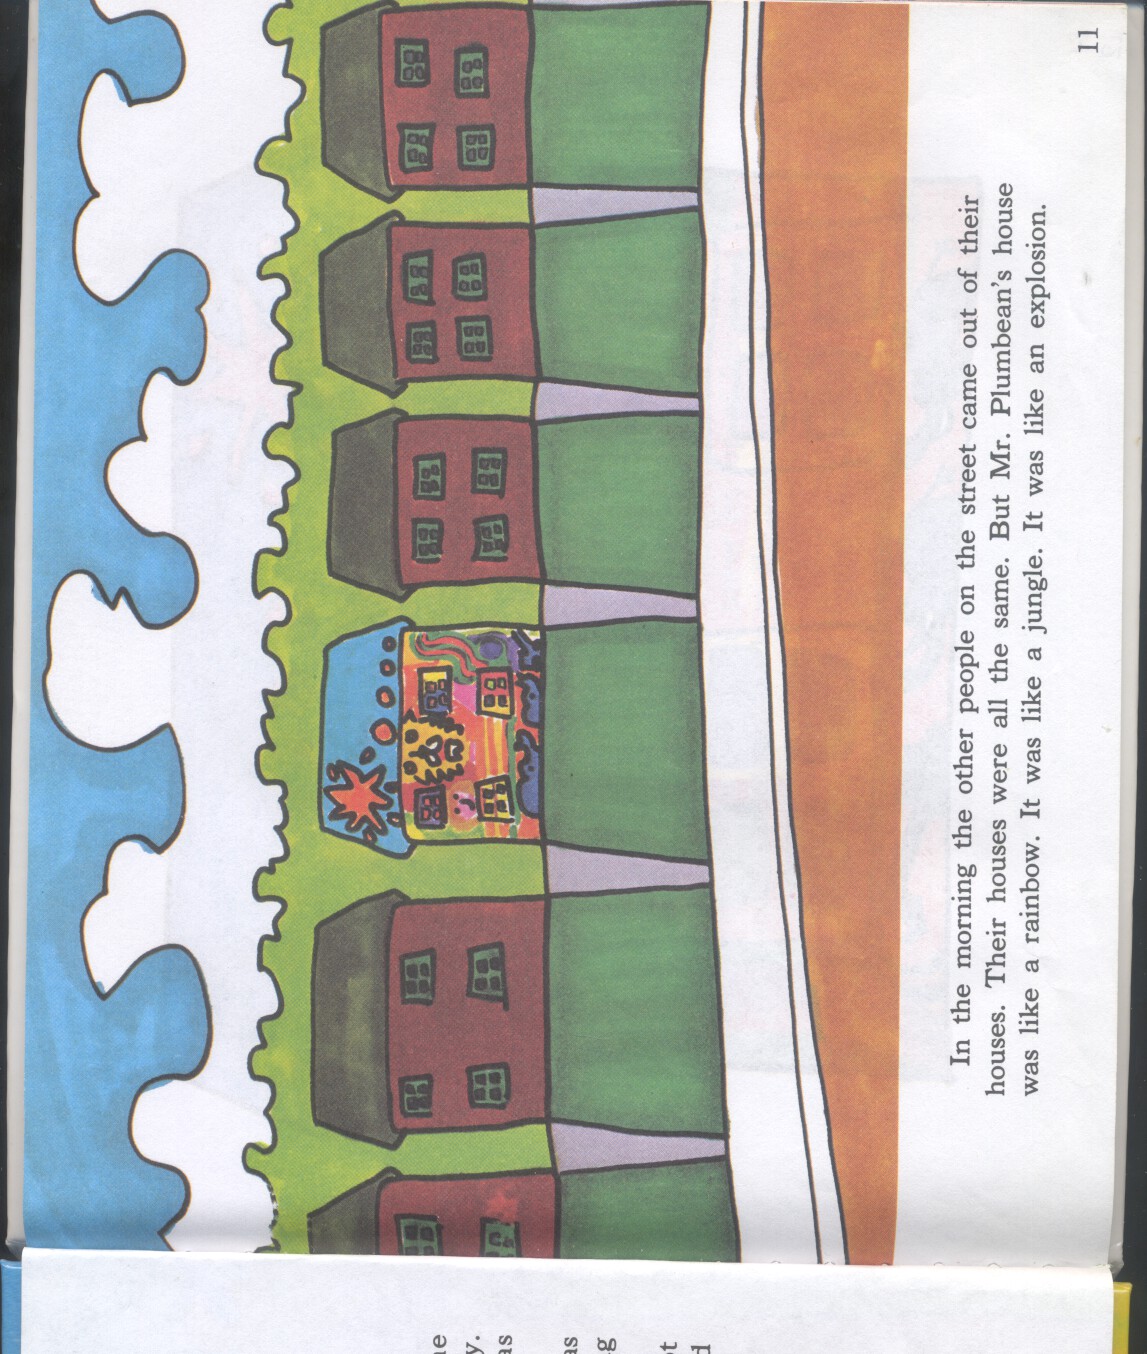 In the morning the other people on the street came out of their
houses. Their houses were all the same. But Mr. Plumbean's house
was like a rainbow. It was like a jungle. It was like an explosion.
11